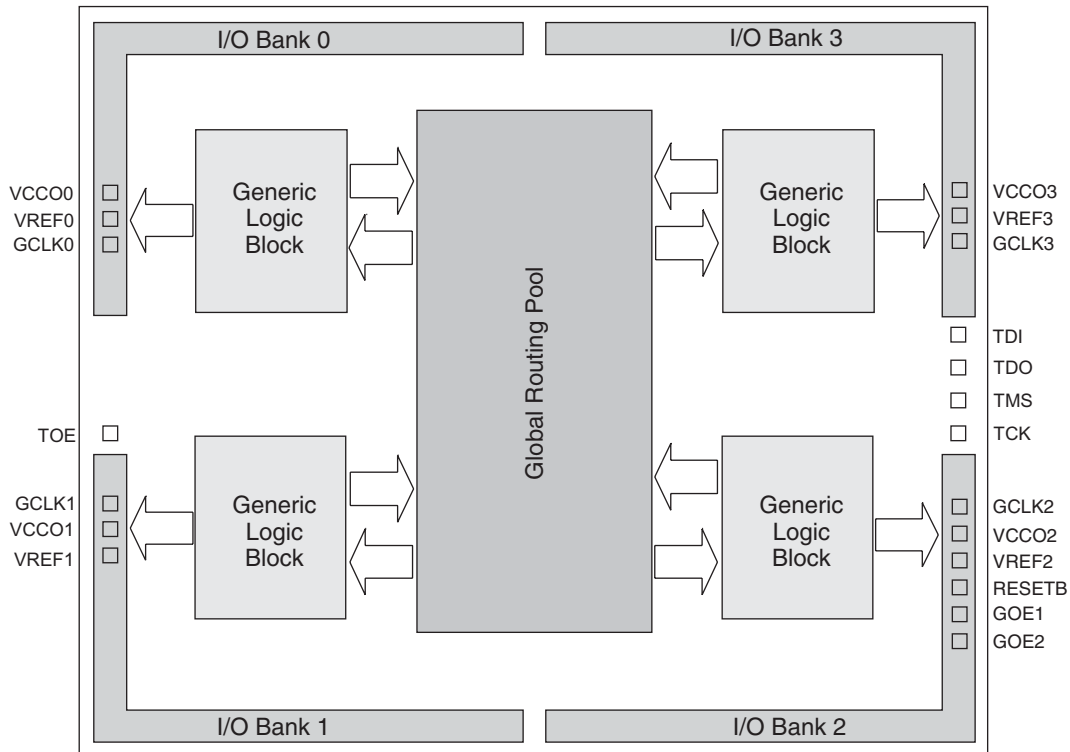 I/O Bank 0
I/O Bank 3
VCCO0
VREF0
GCLK0
Generic
Logic
Block
Global Routing Pool
Generic
Logic
Block
VCCO3
VREF3
GCLK3
TDI
TDO
TMS
TCK
TOE
GCLK1
VCCO1
VREF1
Generic
Logic
Block
Generic
Logic
Block
GCLK2
VCCO2
VREF2
RESETB
GOE1
GOE2
I/O Bank 1
I/O Bank 2